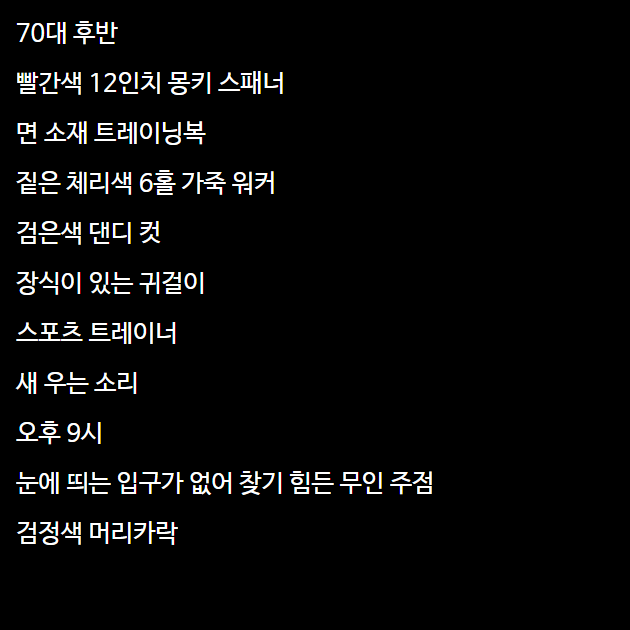 70대 후반
빨간색 12인치 몽키 스패너
면 소재 트레이닝복
짙은 체리색 6홀 가죽 워커
검은색 댄디 컷
장식이 있는 귀걸이
스포츠 트레이너
새 우는 소리
오후 9시
눈에 띄는 입구가 없어 찾기 힘든 무인 주점
검정색 머리카락